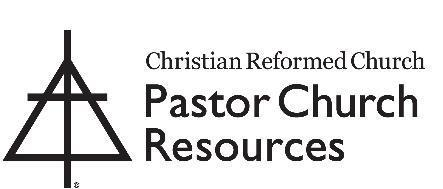 Christian Reformed Church
Pastor Church
Resources
®